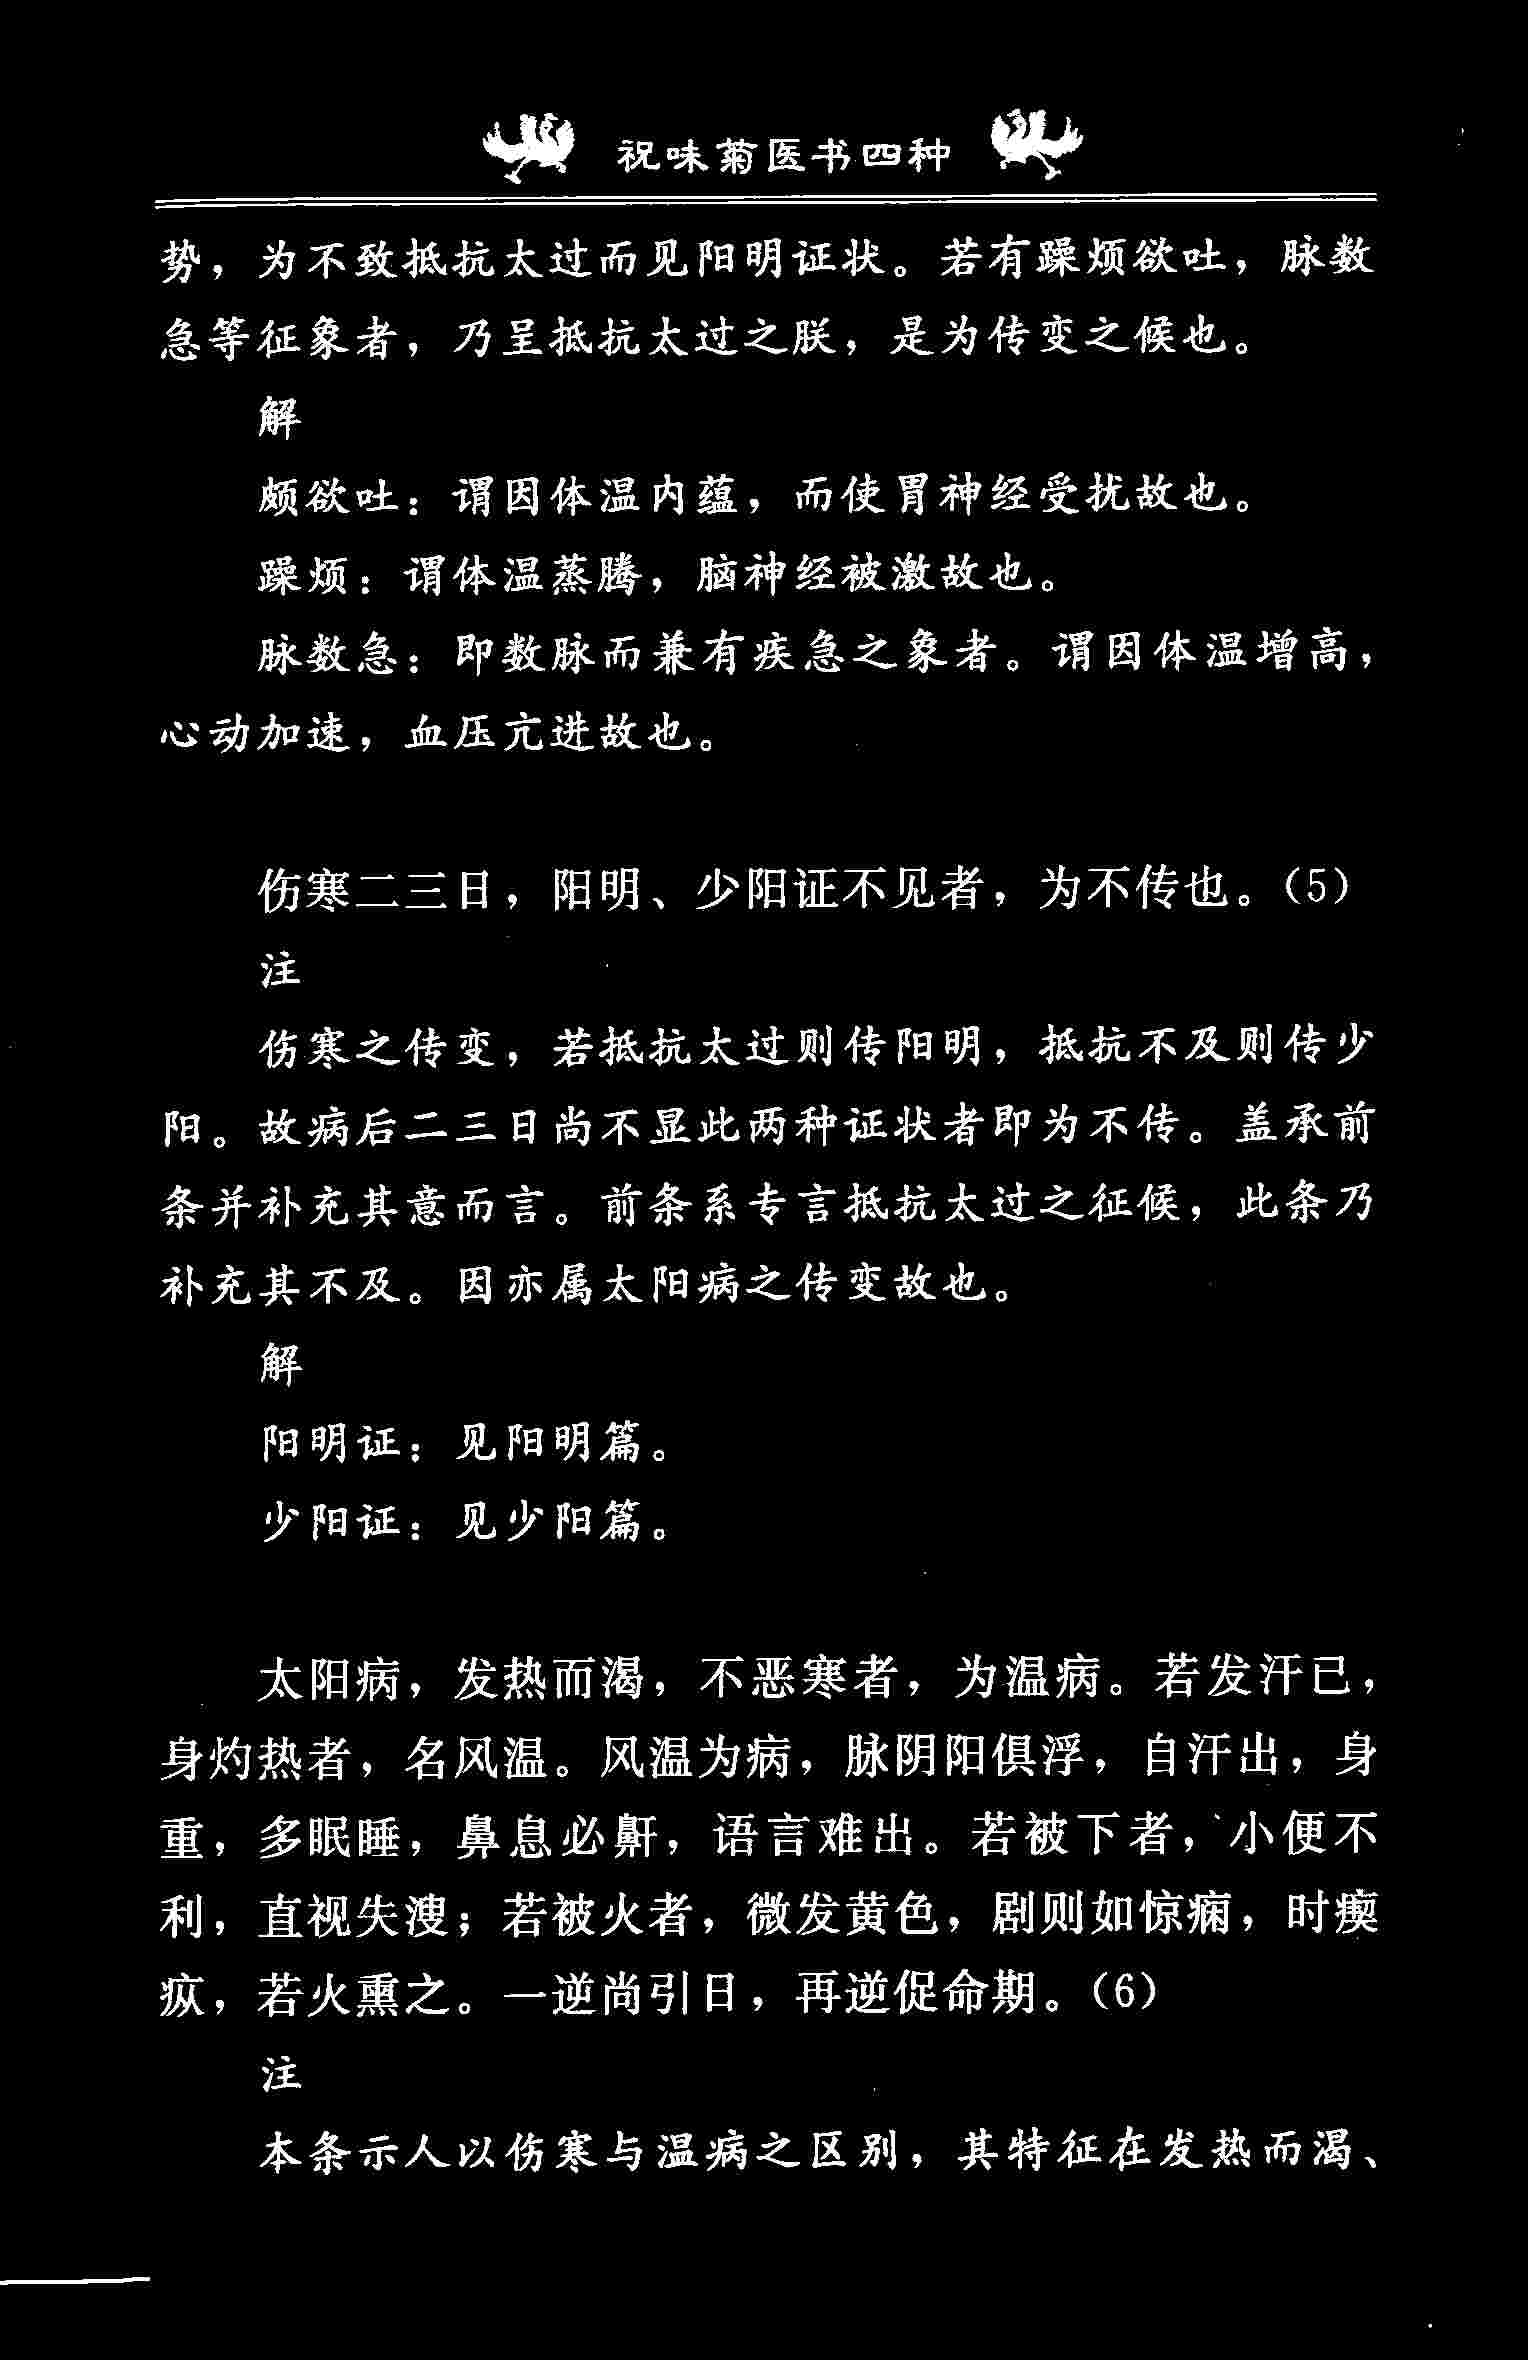 祝味菊医书四种
势，为不致抵抗太过而见阳明证状。若有躁烦欲吐，脉数
急等征象者，乃呈抵抗太过之朕，是为传变之候也。
解
颇欲吐：谓因体温内蕴，而使胃神经受扰故也。
躁烦：谓体温蒸腾，脑神经被激故也。
脉数急：即数脉而兼有疾急之象者。谓因体温增高，
心动加速，血压亢进故也。
伤寒二三日，阳明、少阳证不见者，为不传也。（5）
注
伤寒之传变，若抵抗太过则传阳明，抵抗不及则传少
阳。故病后二三日尚不显此两种证状者即为不传。盖承前
条并补充其意而言。前条系专言抵抗太过之征候，此条乃
补充其不及。因亦属太阳病之传变故也。
解
阳明证：见阳明篇。
少阳证：见少阳篇。
太阳病，发热而渴，不恶寒者，为温病。若发汗已，
身灼热者，名风温。风温为病，脉阴阳俱浮，自汗出，身
重，多眠睡，鼻息必鼾，语言难出。若被下者，小便不
利，直视失溲；若被火者，微发黄色，剧则如惊痫，时瘈
疭，若火熏之。一逆尚引日，再逆促命期。（6）
注
本条示人以伤寒与温病之区别，其特征在发热而渴、